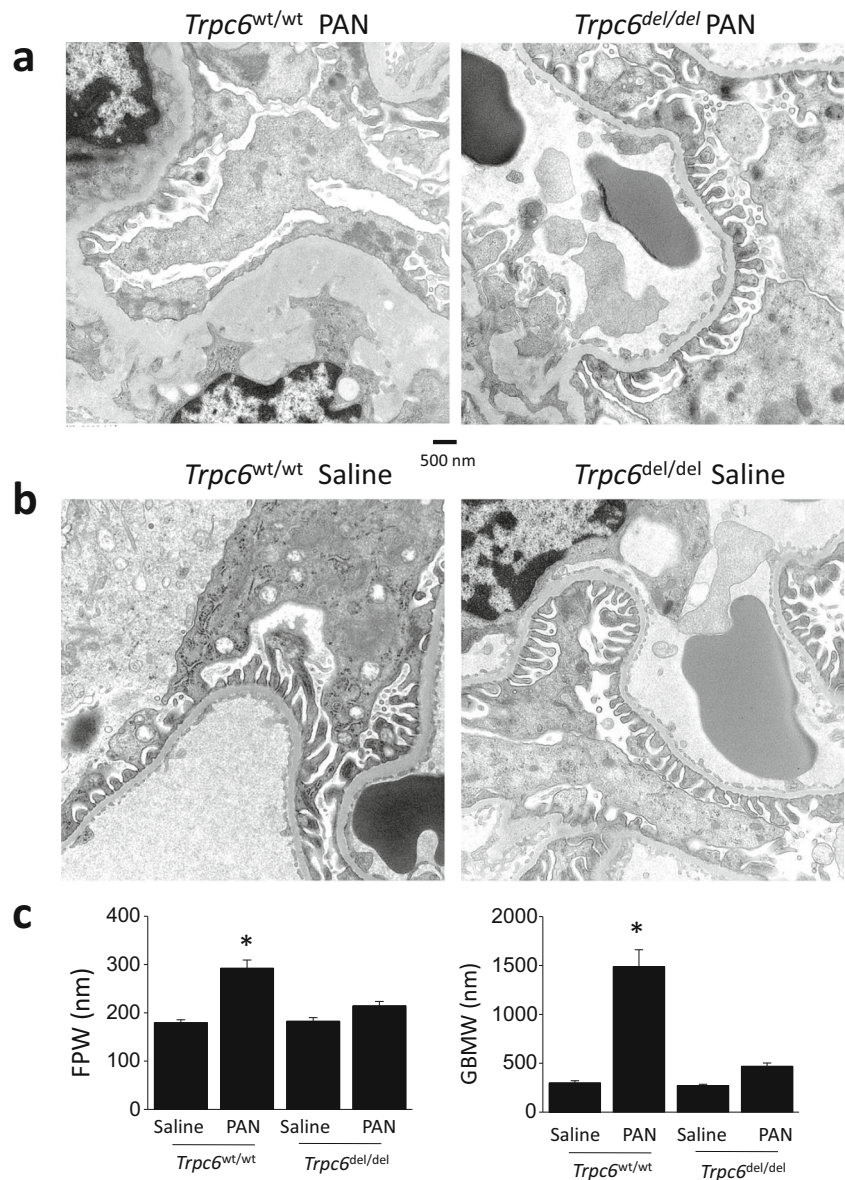 Trpc6wt/wt PAN
Trpc6del/del PAN
a
500 nm
Trpc6wt/wt Saline
Trpc6del/del Saline
b
c
400
300
200
100
0
FPW (nm)
*
Saline PAN Saline PAN
Trpc6wt/wt Trpc6del/del
2000
1500
1000
500
0
GBMW (nm)
*
Saline PAN Saline PAN
Trpc6wt/wt Trpc6del/del